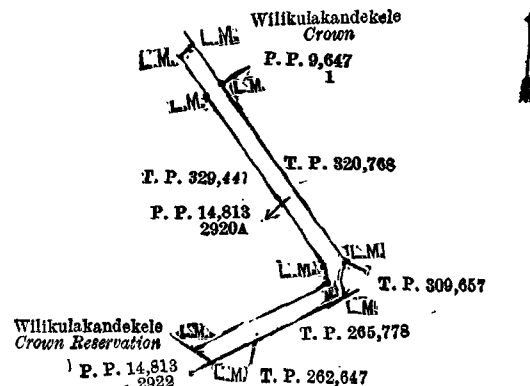 Wilikulakandekele
Crown
L.M.
L.M.
P. P. 9,647
1
L.M.
L.M.
T. P. 320,768
T. P. 329,441
P. P. 14,813
2920A
L.M.
L.M.
T. P. 309,657
L.M.
Wilikulakandekele
Crown Reservation
L.M.
T. P. 265,778
P. P. 14,813
2922
L.M.
T. P. 262,647